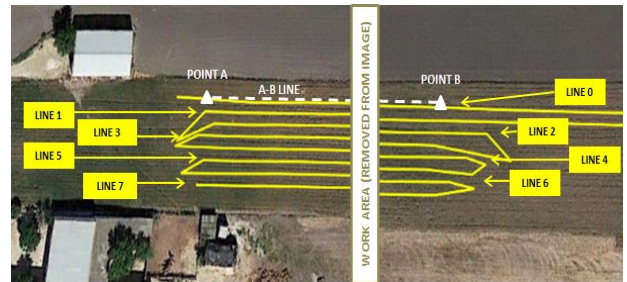 POINT A
A-B LINE
POINT B
LINE 0
LINE 1
LINE 3
LINE 2
LINE 5
LINE 4
LINE 7
LINE 6
WORK AREA (REMOVED FROM IMAGE)